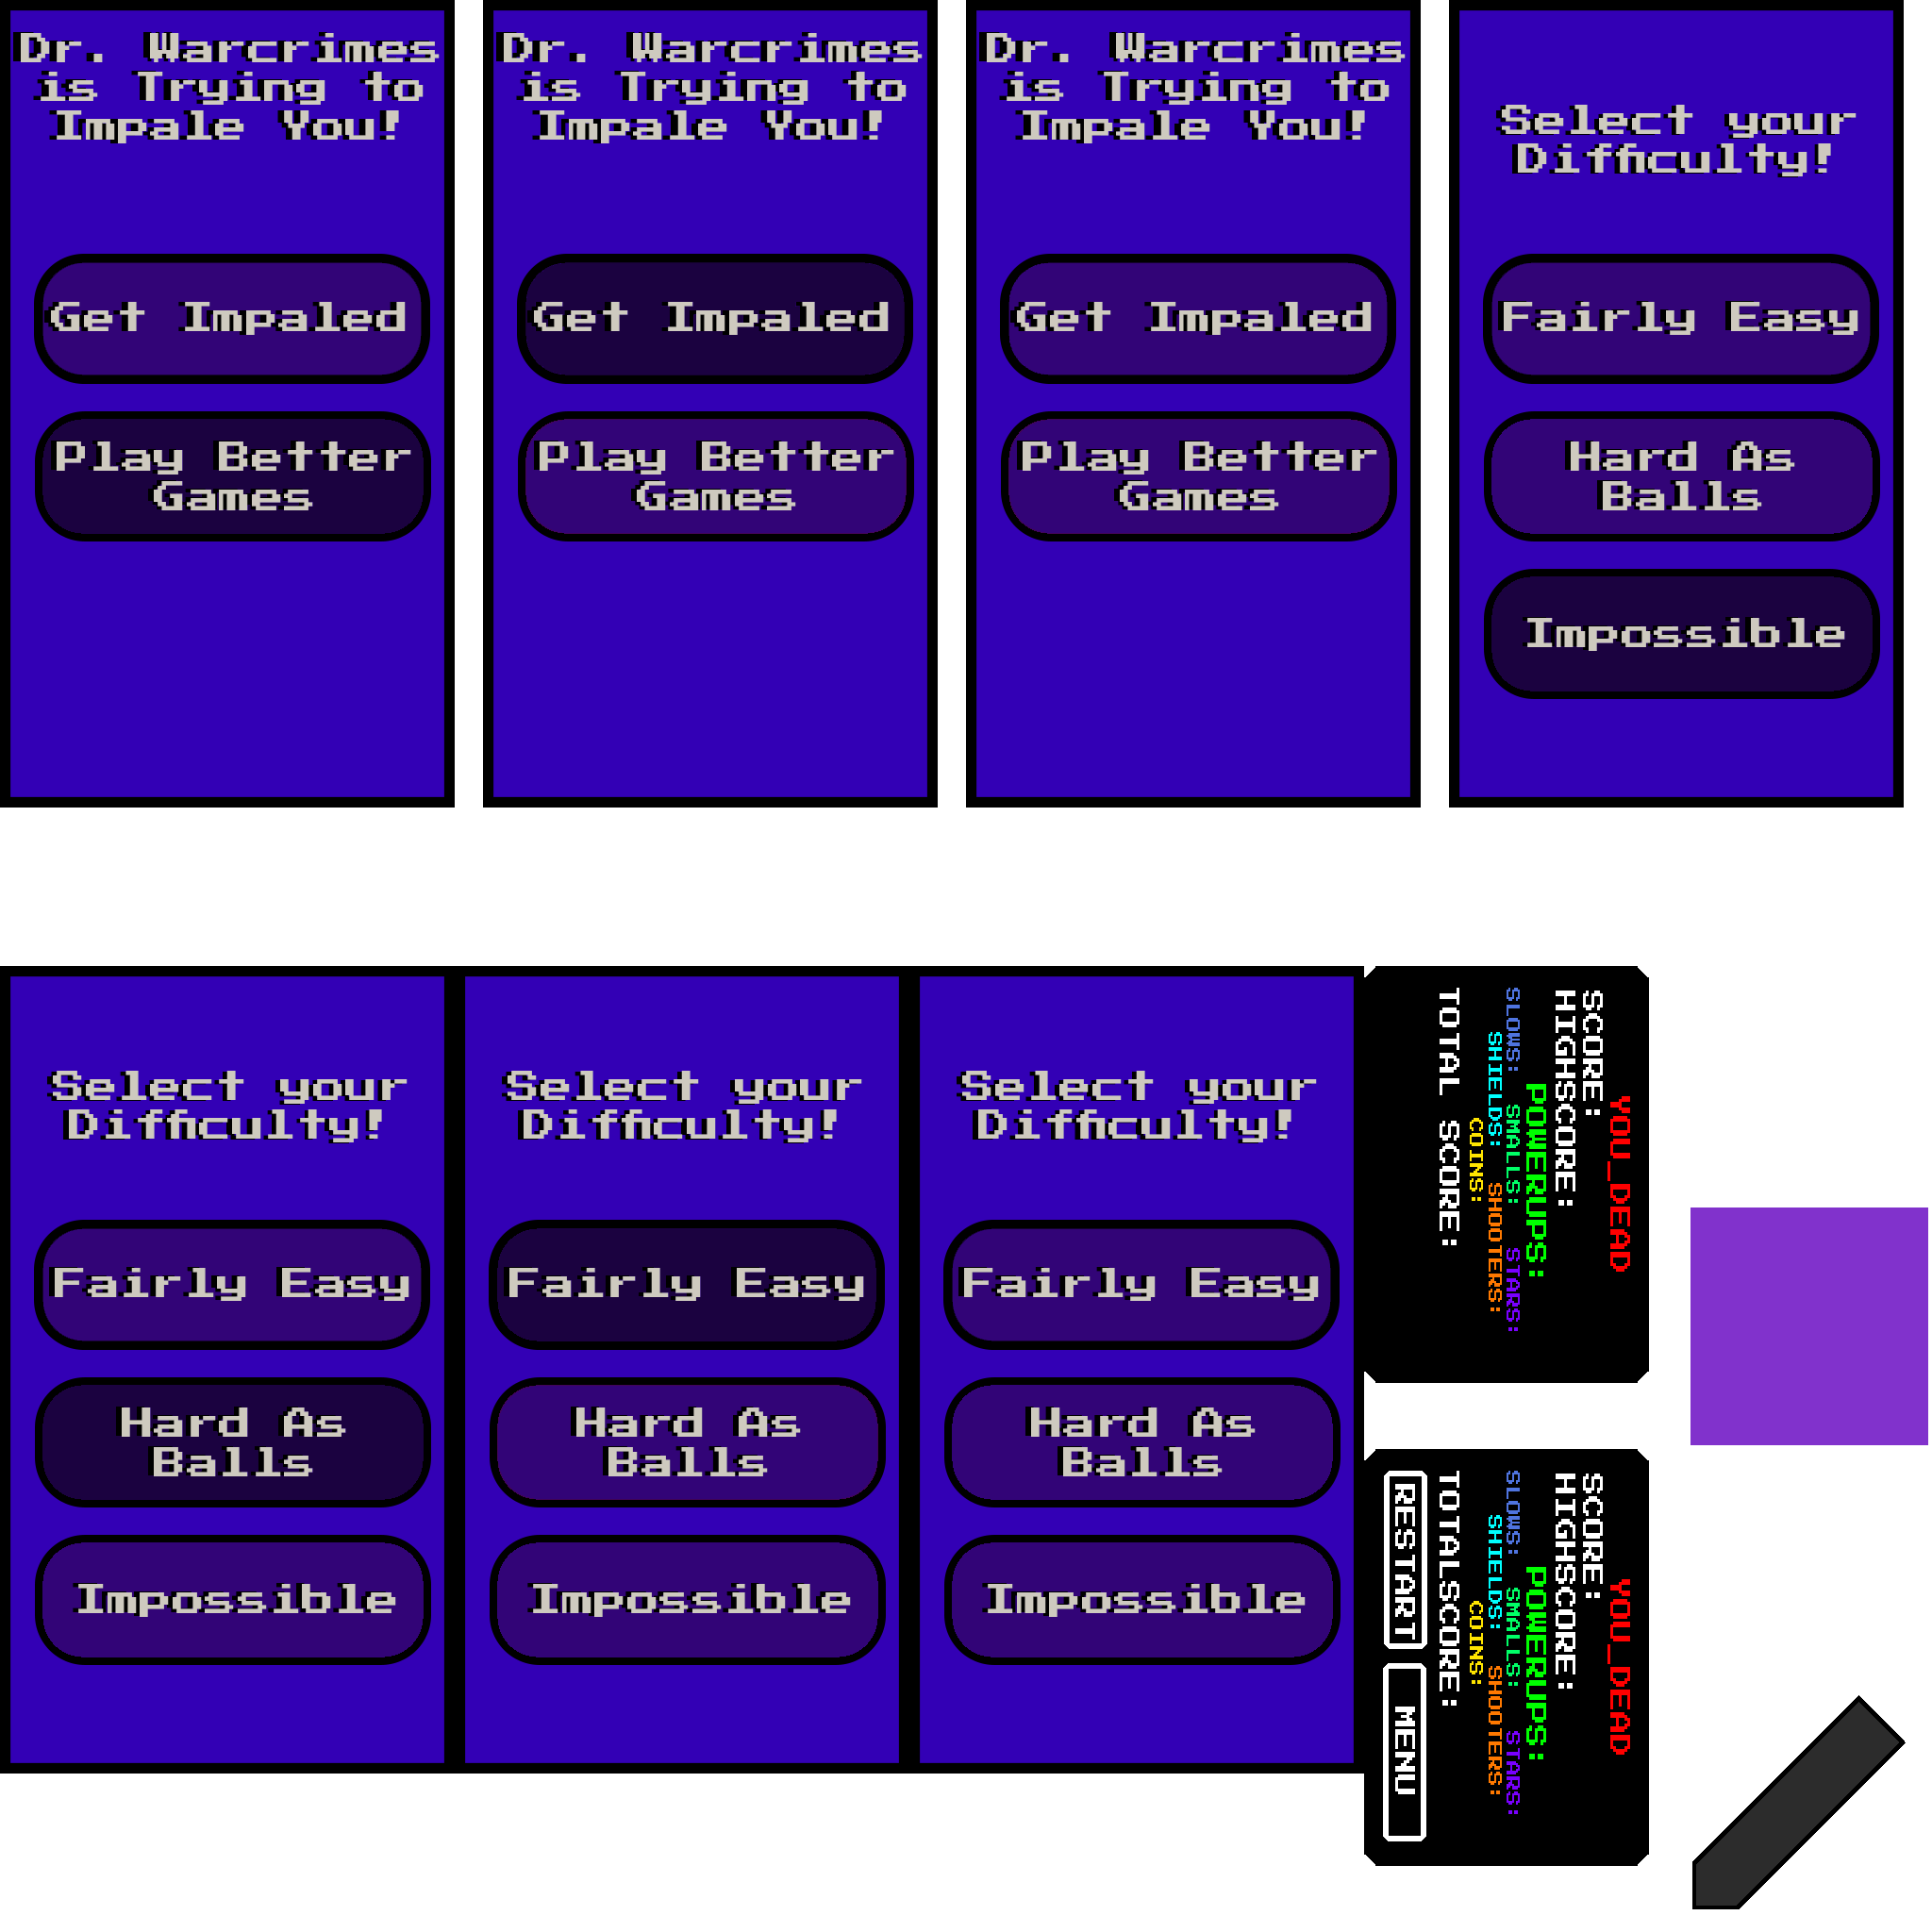 Dr. Warcrimes
is Trying to
Impale You!
Get Impaled
Play Better
Games
Dr. Warcrimes
is Trying to
Impale You!
Get Impaled
Play Better
Games
Dr. Warcrimes
is Trying to
Impale You!
Get Impaled
Play Better
Games
Select your
Difficulty!
Fairly Easy
Hard As
Balls
Impossible
Select your
Difficulty!
Fairly Easy
Hard As
Balls
Impossible
Select your
Difficulty!
Fairly Easy
Hard As
Balls
Impossible
Select your
Difficulty!
Fairly Easy
Hard As
Balls
Impossible
YOU_DEAD
SCORE:
HIGHSCORE:
POWERUPS:
SLOWS: SMALLS: STARS:
SHIELDS: SHOOTERS:
COINS:
TOTAL SCORE:
YOU_DEAD
SCORE:
HIGHSCORE:
POWERUPS:
SLOWS: SMALLS: STARS:
SHIELDS: SHOOTERS:
COINS:
TOTALSCORE:
RESTART MENU